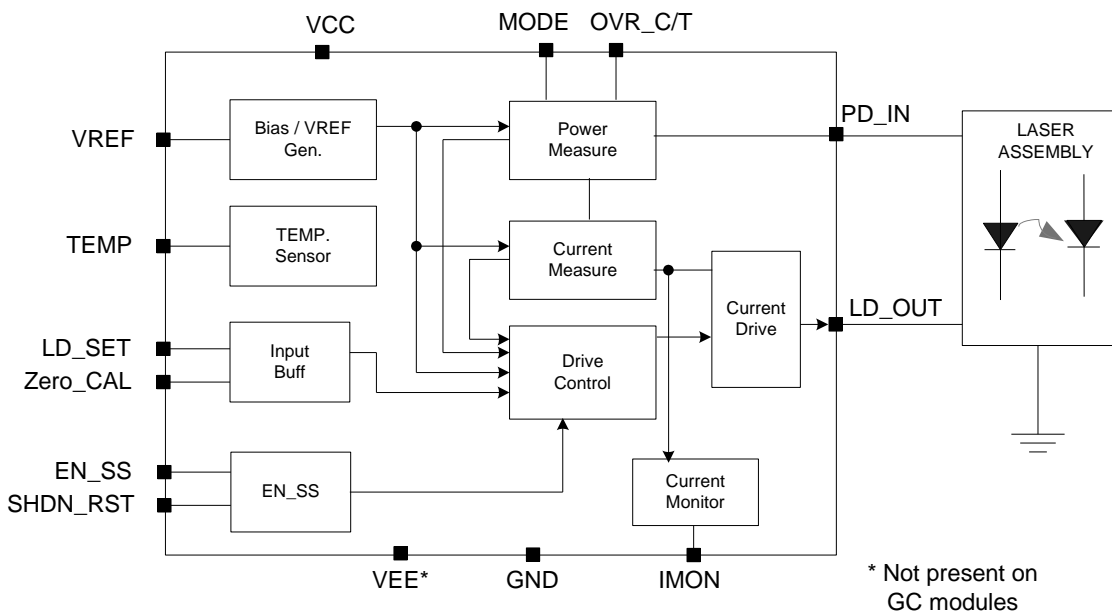 VCC
MODE
OVR_C/T
VREF
Bias / VREF
Gen.
Power
Measure
PD_IN
LASER
ASSEMBLY
TEMP
TEMP.
Sensor
Current
Measure
Current
Drive
LD_OUT
LD_SET
Zero_CAL
Input
Buff
Drive
Control
EN_SS
SHDN_RST
EN_SS
Current
Monitor
VEE*
GND
IMON
* Not present on
GC modules